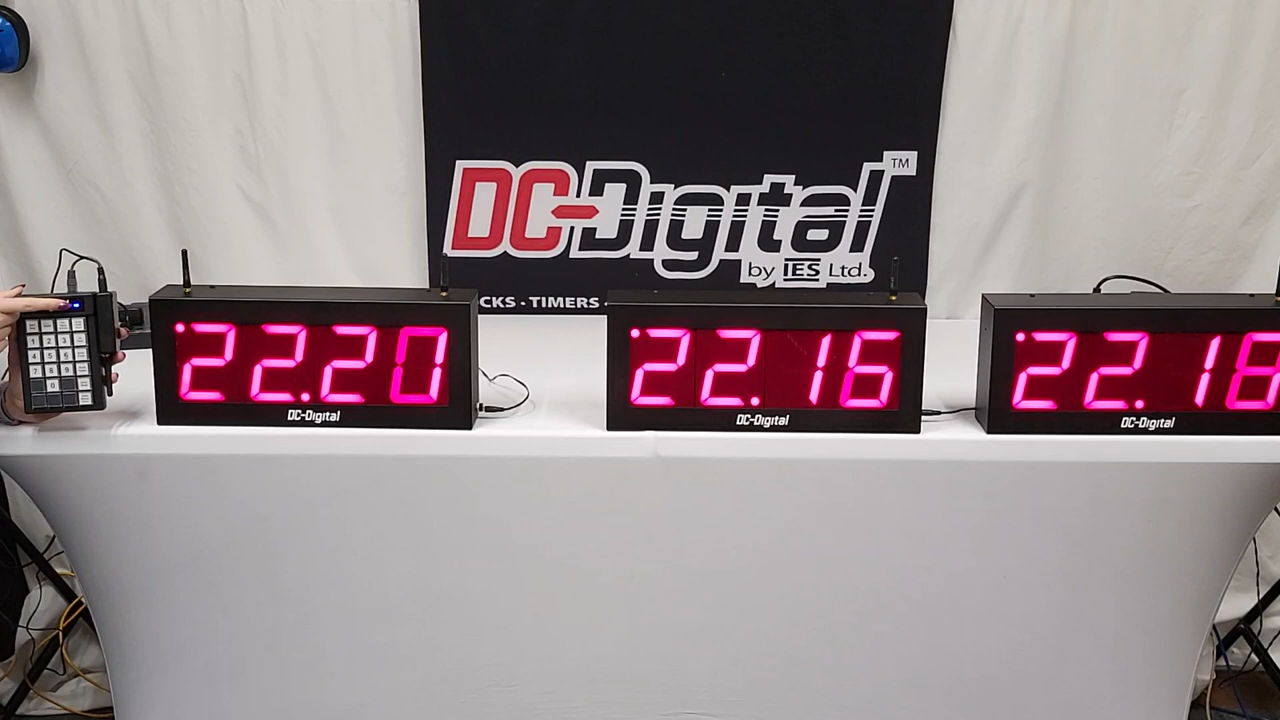 DC-Digital™
by IES Ltd.
CKS · TIMERS ·
22.20
DC-Digital
22.16
DC-Digital
22.18
DC-Digital